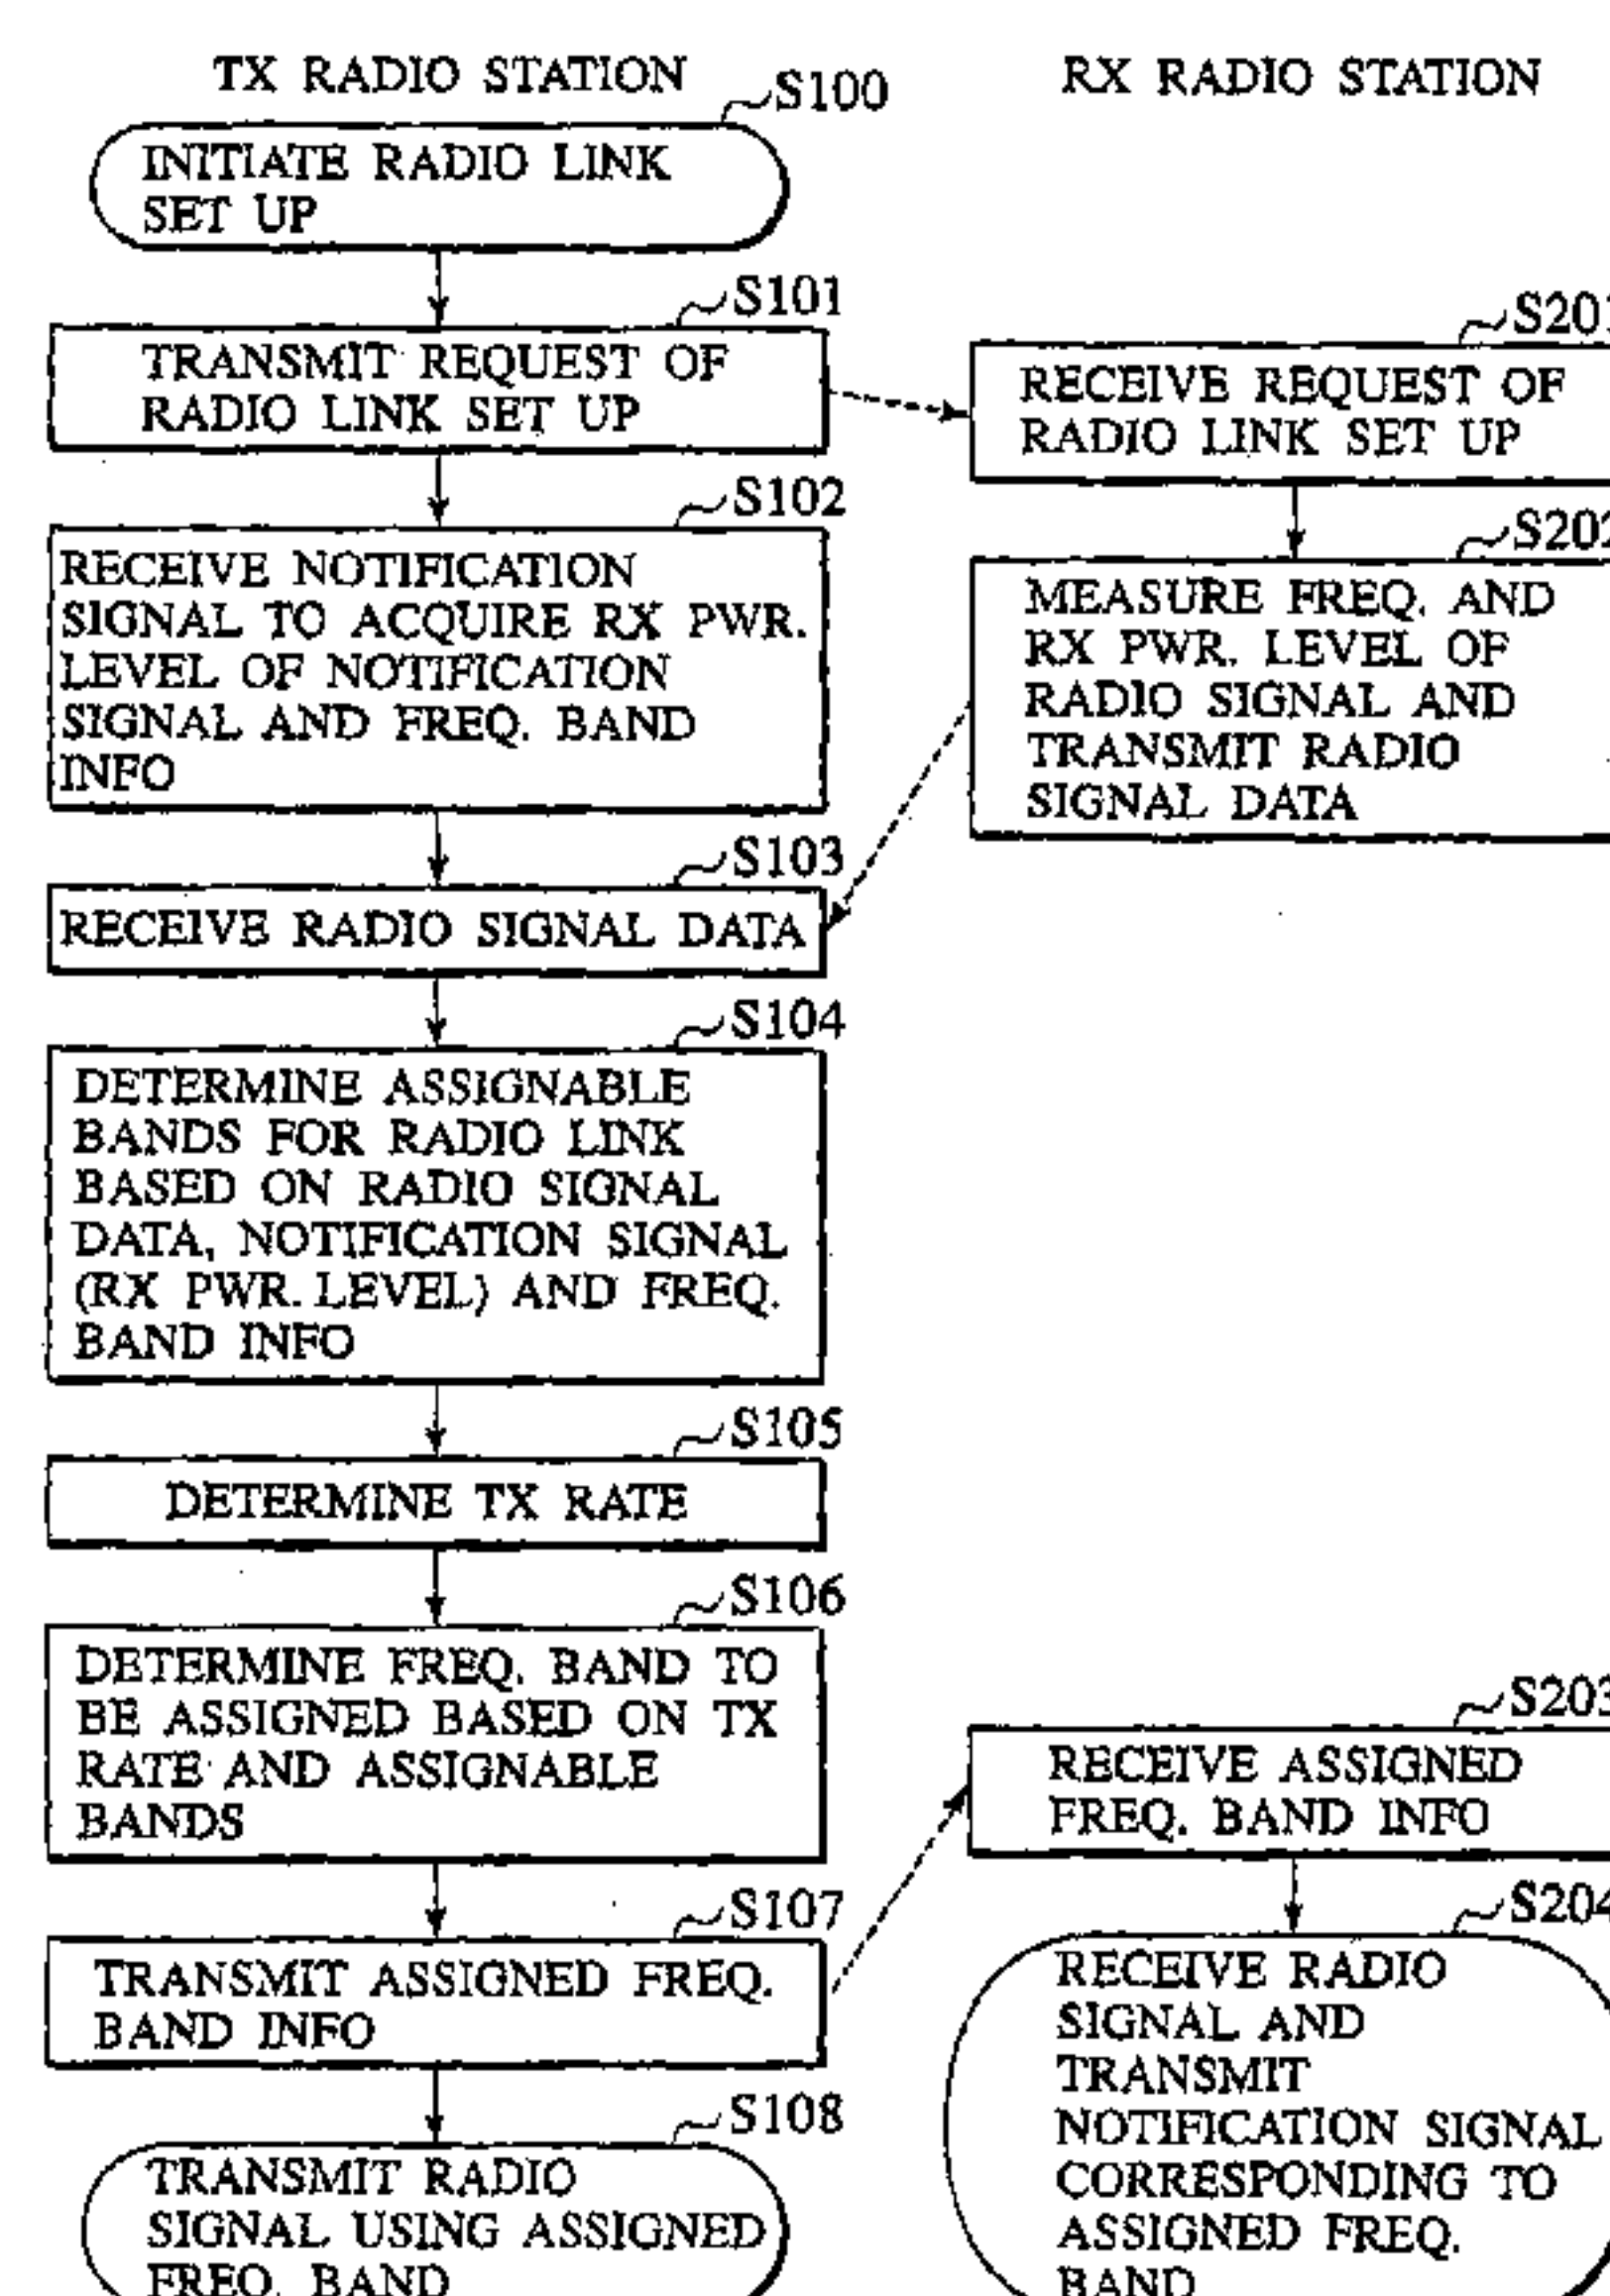 TX RADIO STATION
S100
INITIATE RADIO LINK
SET UP
S101
TRANSMIT REQUEST OF
RADIO LINK SET UP
S102
RECEIVE NOTIFICATION
SIGNAL TO ACQUIRE RX PWR.
LEVEL OF NOTIFICATION
SIGNAL AND FREQ. BAND
INFO
S103
RECEIVE RADIO SIGNAL DATA
S104
DETERMINE ASSIGNABLE
BANDS FOR RADIO LINK
BASED ON RADIO SIGNAL
DATA, NOTIFICATION SIGNAL
(RX PWR. LEVEL) AND FREQ.
BAND INFO
S105
DETERMINE TX RATE
S106
DETERMINE FREQ. BAND TO
BE ASSIGNED BASED ON TX
RATE AND ASSIGNABLE
BANDS
S107
TRANSMIT ASSIGNED FREQ.
BAND INFO
S108
TRANSMIT RADIO
SIGNAL USING ASSIGNED
FREQ. BAND
RX RADIO STATION
S201
RECEIVE REQUEST OF
RADIO LINK SET UP
S202
MEASURE FREQ. AND
RX PWR. LEVEL OF
RADIO SIGNAL AND
TRANSMIT RADIO
SIGNAL DATA
S203
RECEIVE ASSIGNED
FREQ. BAND INFO
S204
RECEIVE RADIO
SIGNAL AND
TRANSMIT
NOTIFICATION SIGNAL
CORRESPONDING TO
ASSIGNED FREQ.
BAND